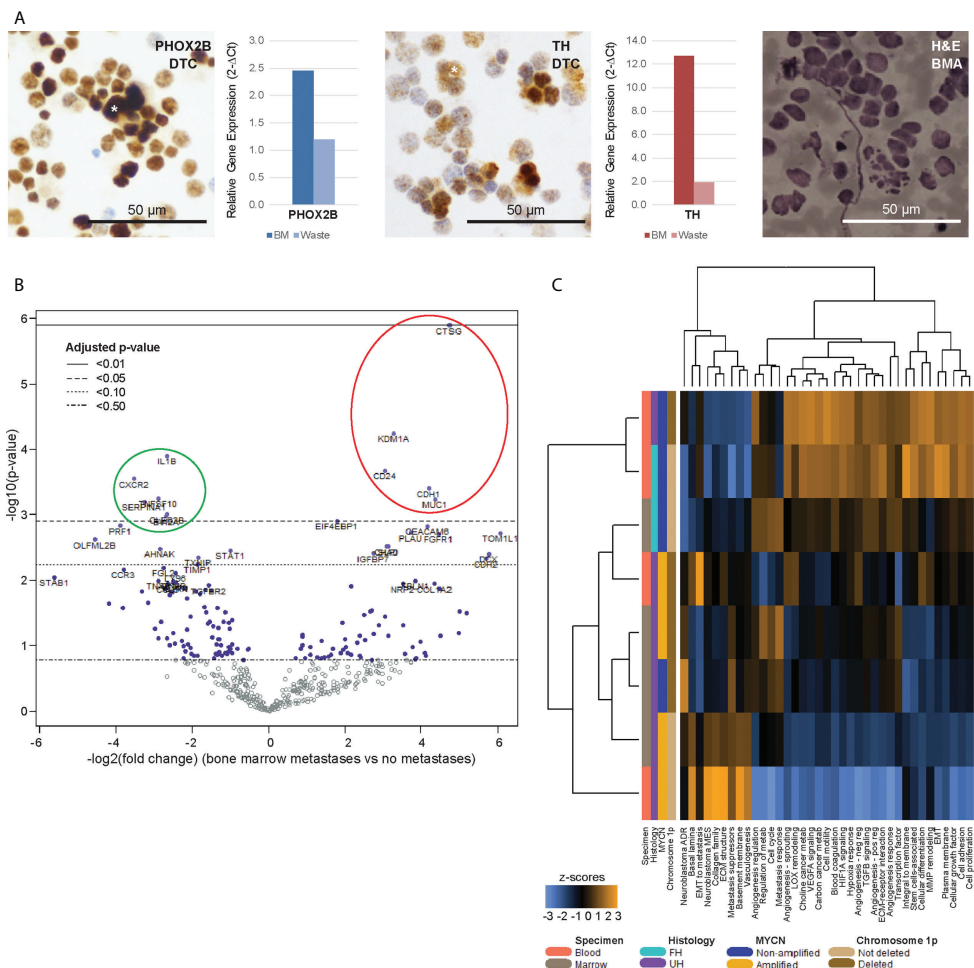 A
PHOX2B
DTC
*
50 µm
Relative Gene Expression (2-ΔCt)
3.0
2.5
2.0
1.5
1.0
0.5
0.0
PHOX2B
BM Waste
TH
DTC
*
50 µm
Relative Gene Expression (2-ΔCt)
14.0
12.0
10.0
8.0
6.0
4.0
2.0
0.0
TH
BM Waste
H&E
BMA
50 µm
B
-log10(p-value)
6
5
4
3
2
1
0
Adjusted p-value
<0.01
<0.05
<0.10
<0.50
CTSG
KDM1A
CD24
CDH1
MUC1
IL1B
CXCR2
SERPINA1
PRF1
OLFML2B
EIF4EBP1
CEACAM6
PLAU
FGFR1
TOM1L1
IGFBP7
DCX
CDH2
AHNAK
STAT1
TXNIP
TIMP1
FGL2
CCR3
STAB1
TGFBR2
NRP2
COL1A2
-6
-4
-2
0
2
4
6
-log2(fold change) (bone marrow metastases vs no metastases)
C
Specimen
Histology
MYCN
Chromosome 1p
Neuroblastoma ADR
Basal lamina
EMT to metastasis
Neuroblastoma MES
Collagen family
ECM structure
Metastasis suppressors
Basement membrane
Vasculogenesis
Angiogenesis regulation
Regulation of metab
Cell cycle
Metastasis response
Angiogenesis - sprouting
LOX remodeling
Choline cancer metab
VEGFA signaling
Carbon cancer metab
Cell motility
Blood coagulation
HIF1A signaling
Hypoxia response
Angiogenesis - neg reg
TGFB signaling
Angiogenesis - pos reg
ECM-receptor interaction
Angiogenesis response
Transcription factor
Integral to membrane
Stem cells-associated
Cellular differentiation
MMP remodeling
EMT
Plasma membrane
Cellular growth factor
Cell adhesion
Cell proliferation
z-scores
-3 -2 -1 0 1 2 3
Specimen
Blood
Marrow
Histology
FH
UH
MYCN
Non-amplified
Amplified
Chromosome 1p
Not deleted
Deleted